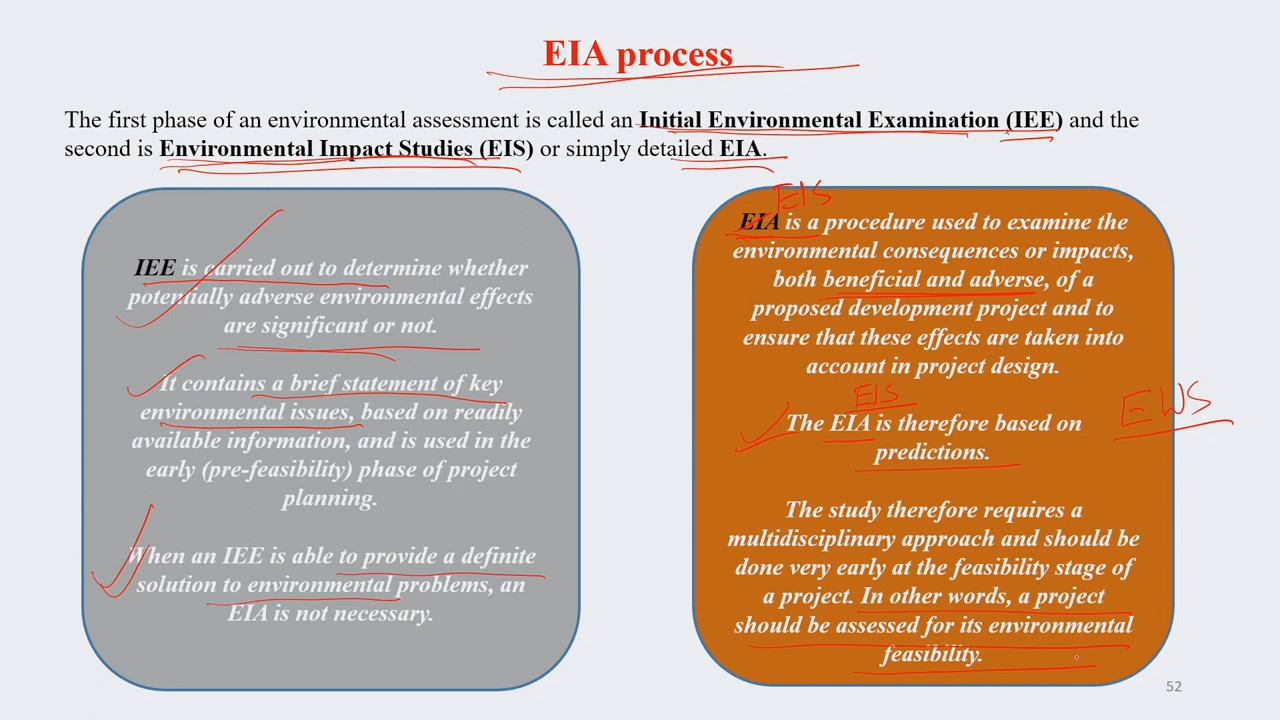 EIA process
The first phase of an environmental assessment is called an Initial Environmental Examination (IEE) and the
second is Environmental Impact Studies (EIS) or simply detailed EIA.
IEE is carried out to determine whether
potentially adverse environmental effects
are significant or not.
It contains a brief statement of key
environmental issues, based on readily
available information, and is used in the
early (pre-feasibility) phase of project
planning.
When an IEE is able to provide a definite
solution to environmental problems, an
EIA is not necessary.
EIS
EIA is a procedure used to examine the
environmental consequences or impacts,
both beneficial and adverse, of a
proposed development project and to
ensure that these effects are taken into
account in project design.
EIS
The EIA is therefore based on
predictions.
EWS
The study therefore requires a
multidisciplinary approach and should be
done very early at the feasibility stage of
a project. In other words, a project
should be assessed for its environmental
feasibility.
52